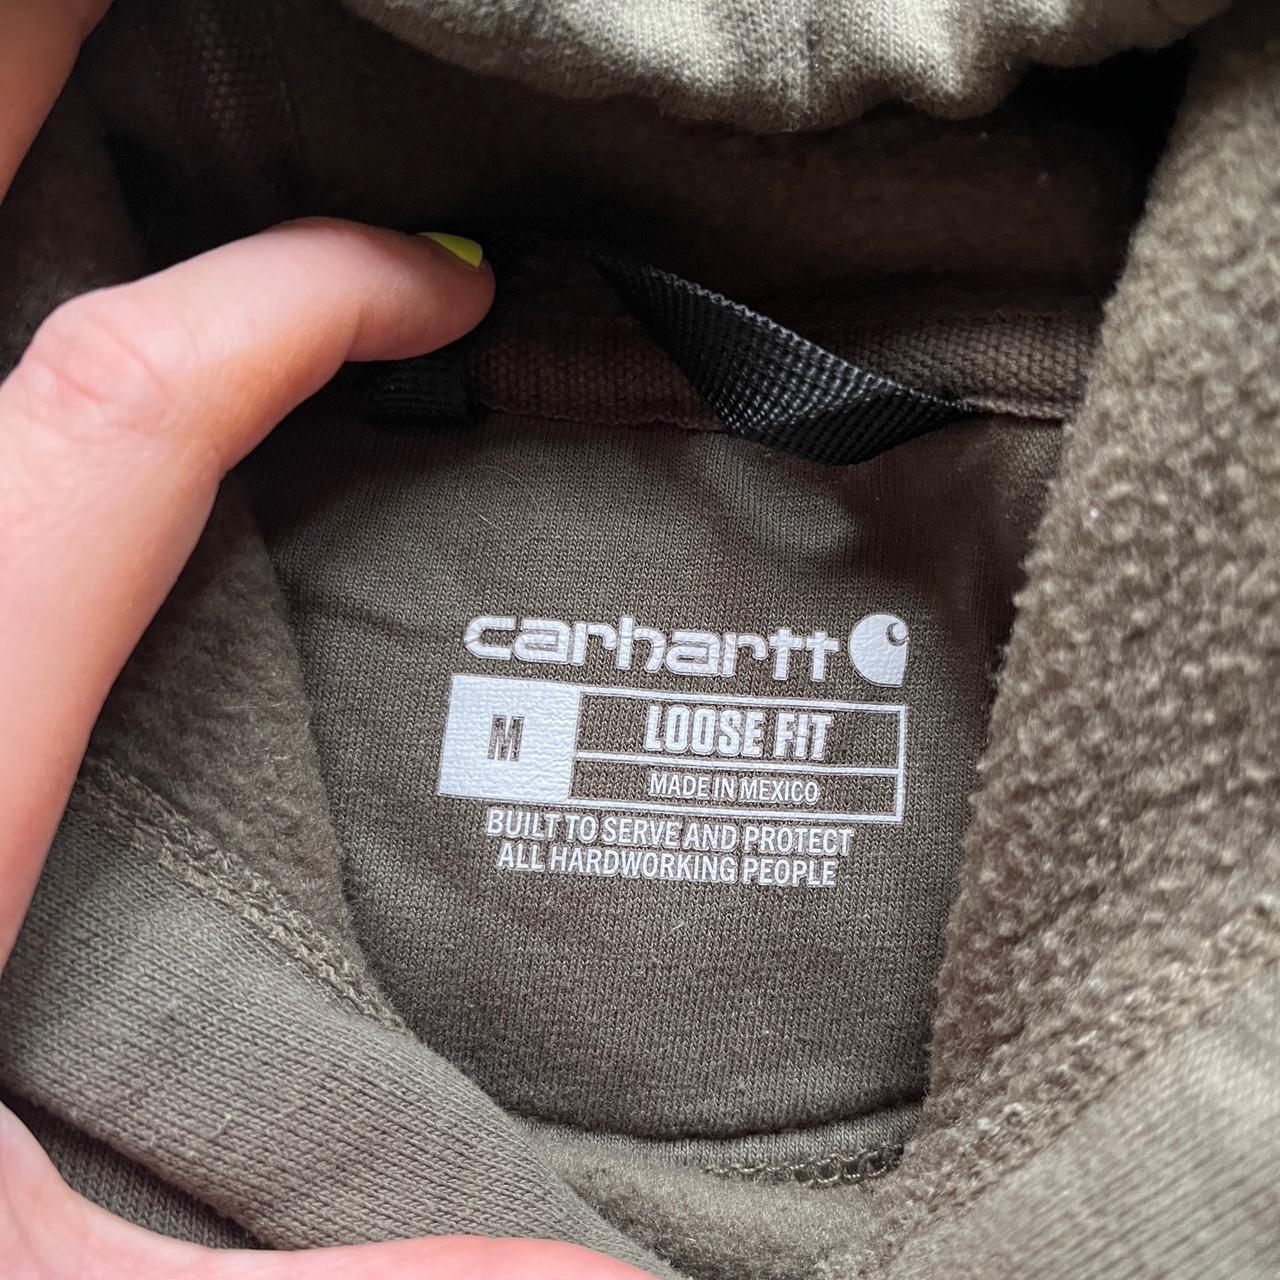 carhartt
M
LOOSE FIT
MADE IN MEXICO
BUILT TO SERVE AND PROTECT
ALL HARDWORKING PEOPLE